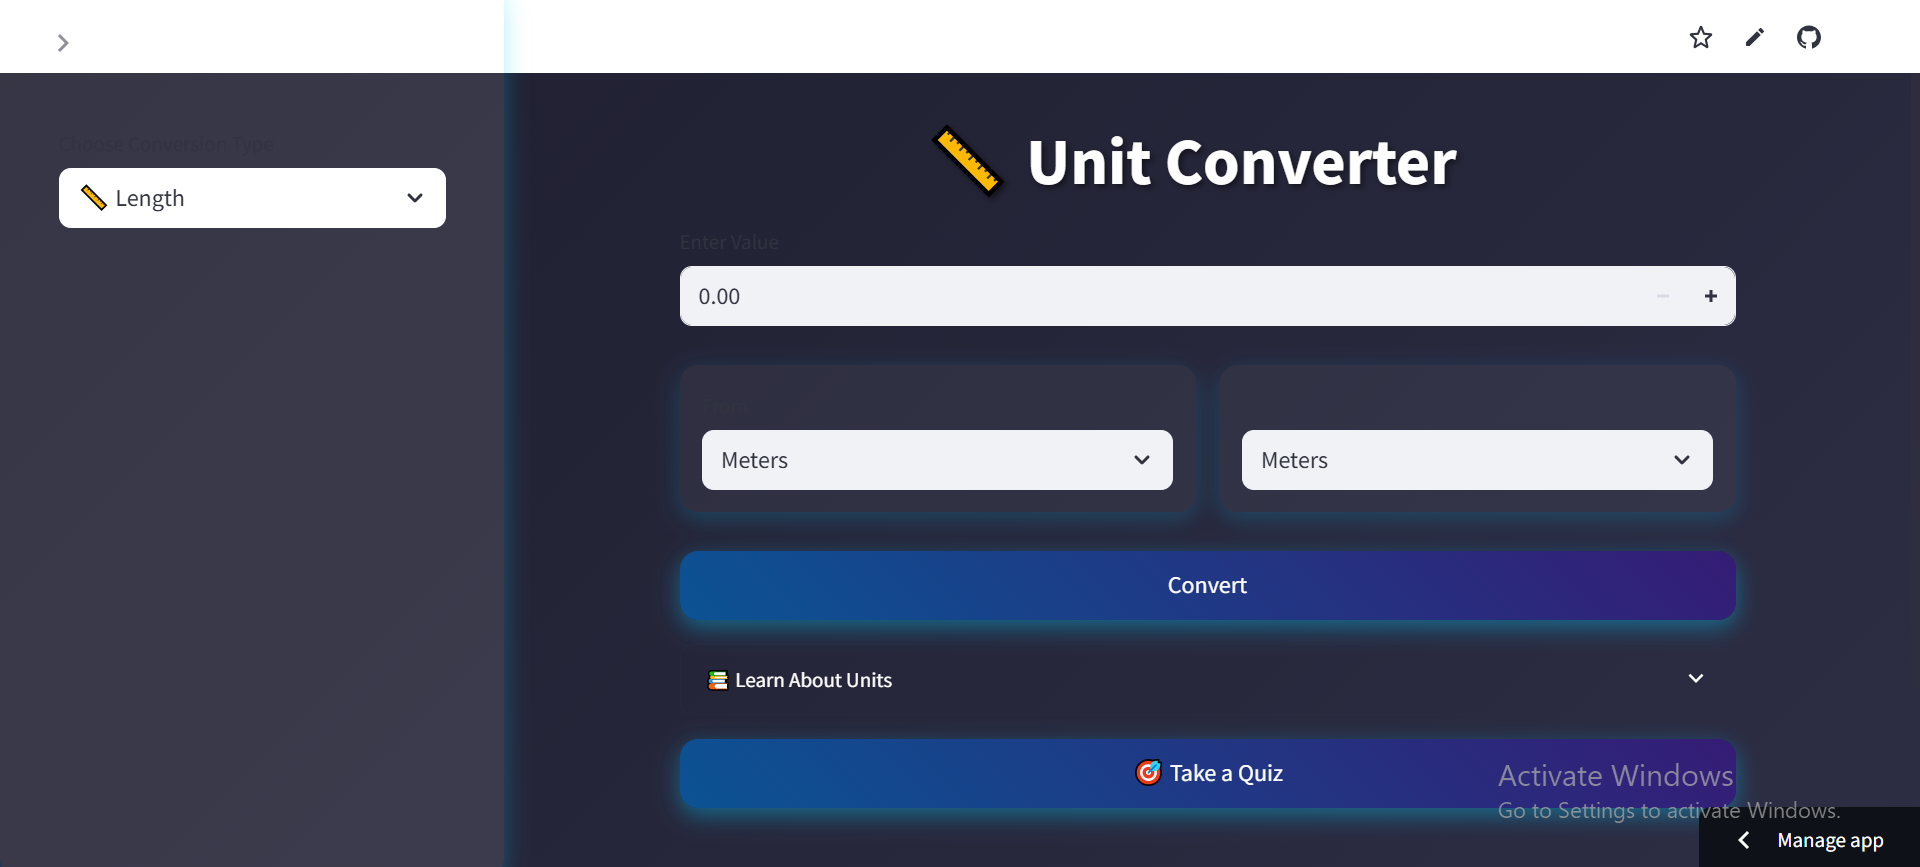 Choose Conversion Type
Length
Unit Converter
Enter Value
0.00
Meters
Meters
Convert
Learn About Units
Take a Quiz
Activate Windows
Go to Settings to activate Windows.
Manage app